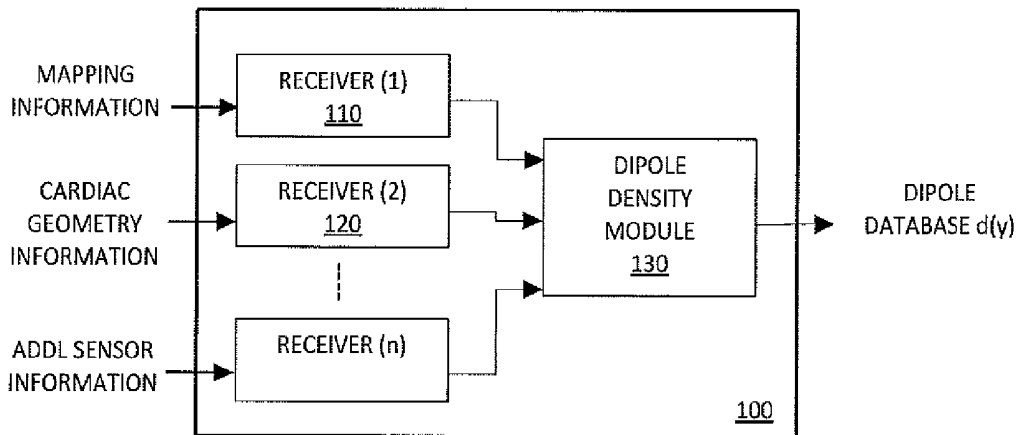 MAPPING
INFORMATION
RECEIVER (1)
110
CARDIAC
GEOMETRY
INFORMATION
RECEIVER (2)
120
ADDL SENSOR
INFORMATION
RECEIVER (n)
DIPOLE
DENSITY
MODULE
130
DIPOLE
DATABASE d(y)
100